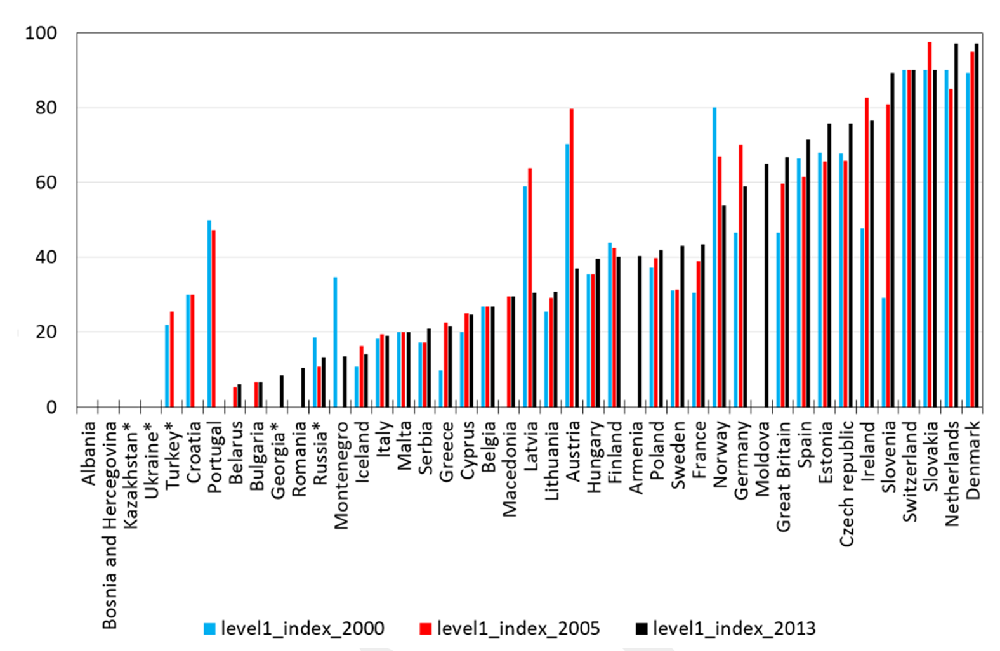 100
80
60
40
20
0
Albania
Bosnia and Hercegovina
Kazakhstan*
Ukraine*
Turkey*
Croatia
Portugal
Belarus
Bulgaria
Georgia*
Romania
Russia*
Montenegro
Iceland
Italy
Malta
Serbia
Greece
Cyprus
Belgia
Macedonia
Latvia
Lithuania
Austria
Hungary
Finland
Armenia
Poland
Sweden
France
Norway
Germany
Moldova
Great Britain
Spain
Estonia
Czech republic
Ireland
Slovenia
Switzerland
Slovakia
Netherlands
Denmark
level1_index_2000 level1_index_2005 level1_index_2013